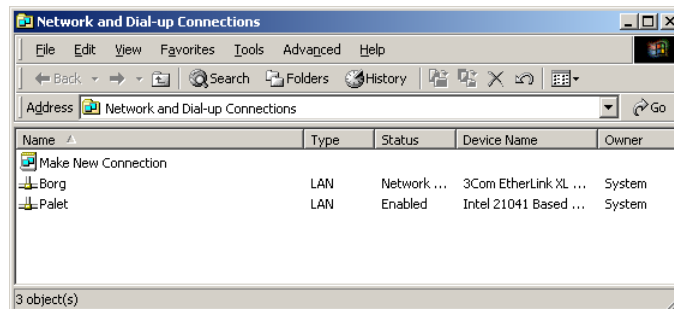 Network and Dial-up Connections
File Edit View Favorites Tools Advanced Help
Back Search Folders History
Address Network and Dial-up Connections Go
Name Type Status Device Name Owner
Make New Connection
Borg LAN Network ... 3Com EtherLink XL ... System
Palet LAN Enabled Intel 21041 Based ... System
3 object(s)